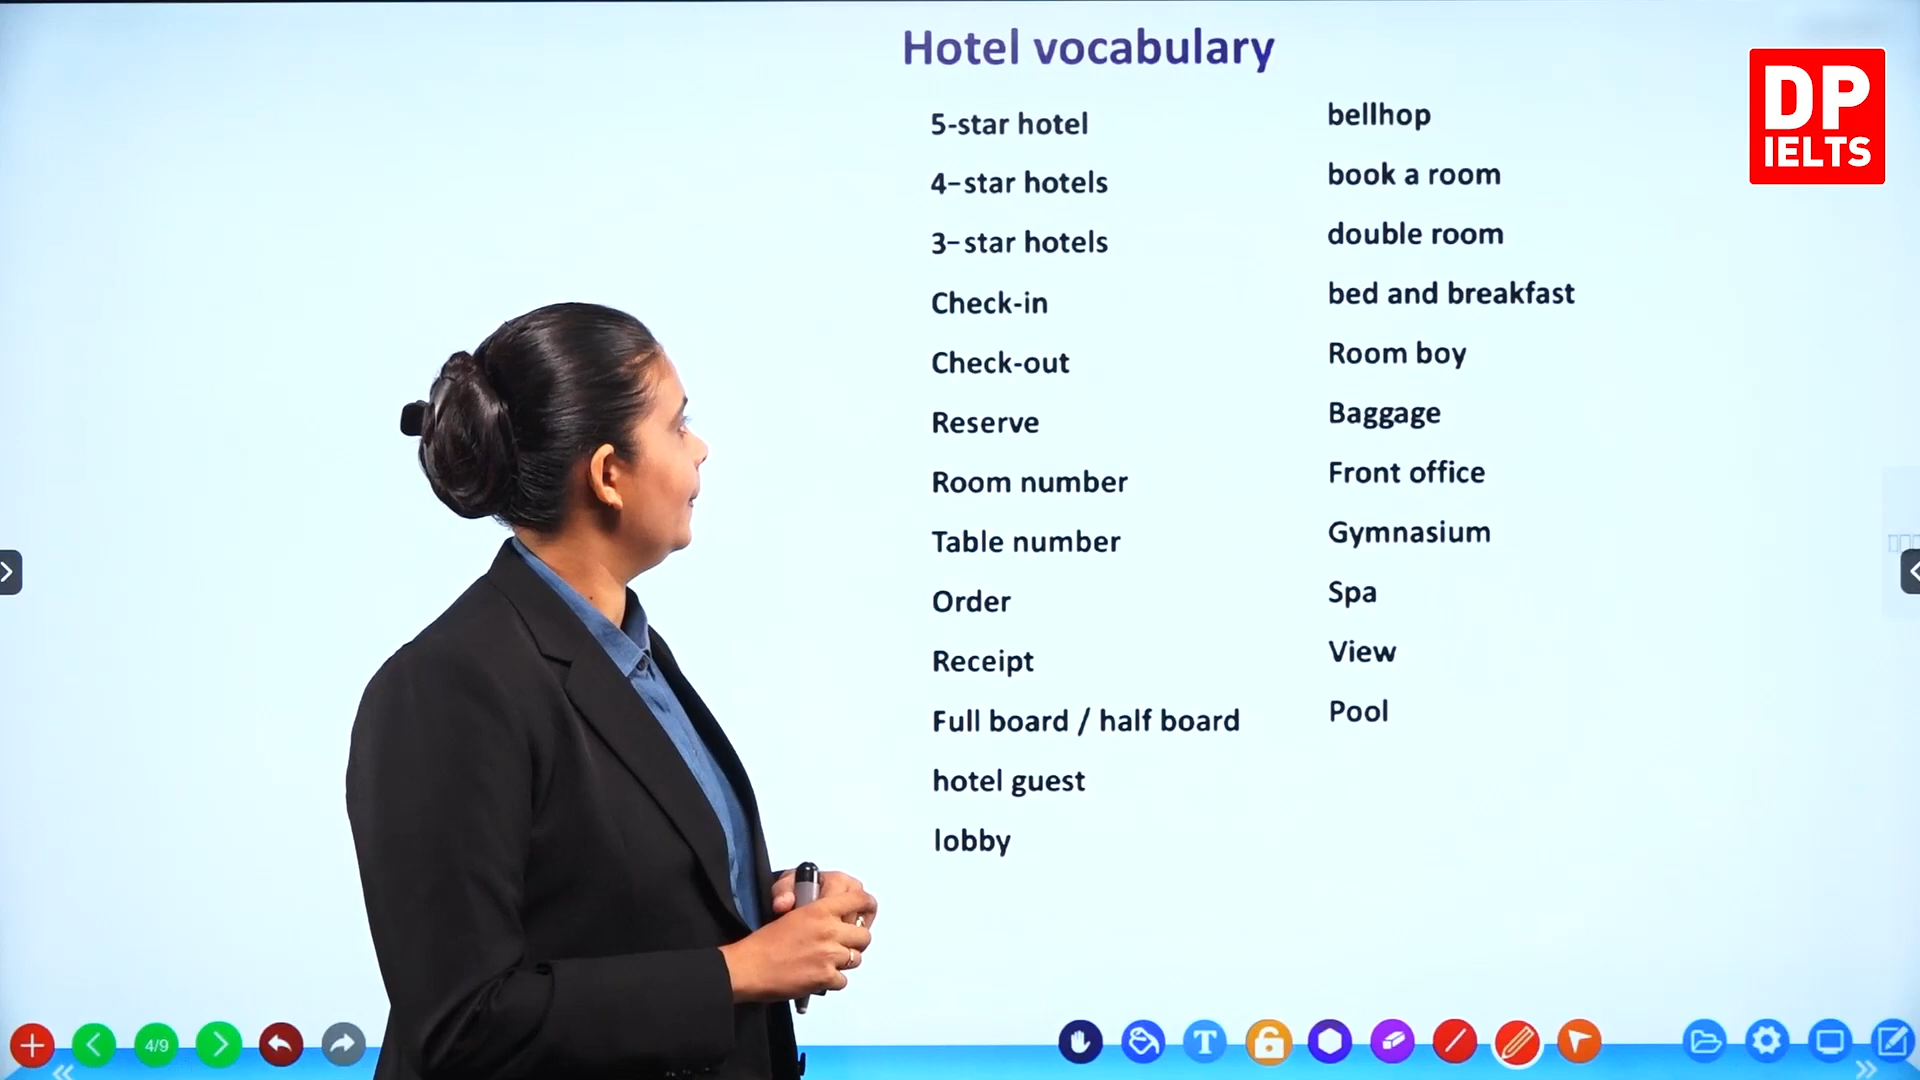 Hotel vocabulary
5-star hotel
4-star hotels
3-star hotels
Check-in
Check-out
Reserve
Room number
Table number
Order
Receipt
Full board / half board
hotel guest
lobby
bellhop
book a room
double room
bed and breakfast
Room boy
Baggage
Front office
Gymnasium
Spa
View
Pool
DP
IELTS
4/9
T